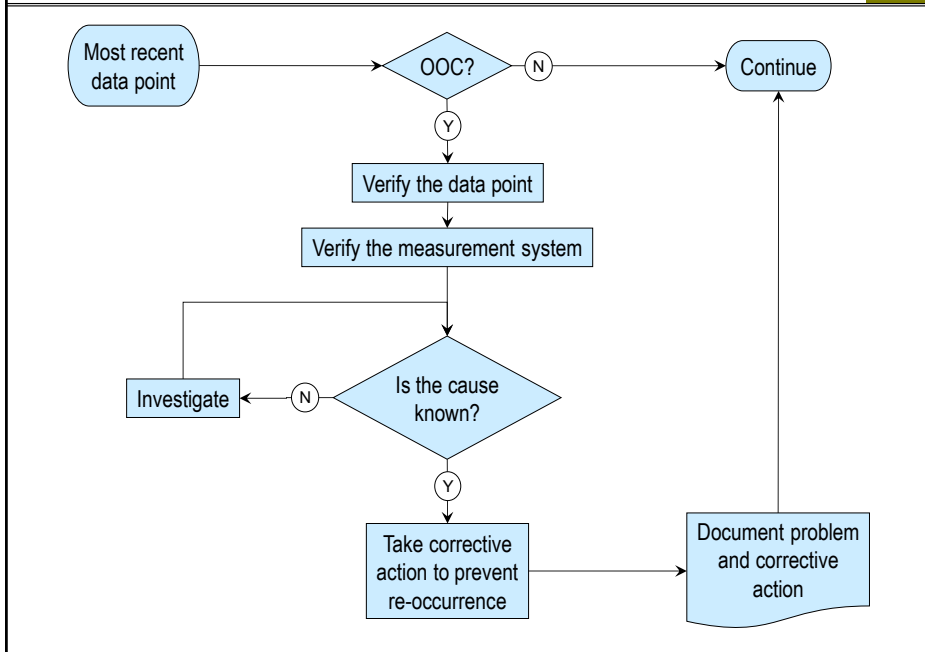 Most recent
data point
OOC?
N
Continue
Y
Verify the data point
Verify the measurement system
Investigate
N
Is the cause
known?
Y
Take corrective
action to prevent
re-occurrence
Document problem
and corrective
action